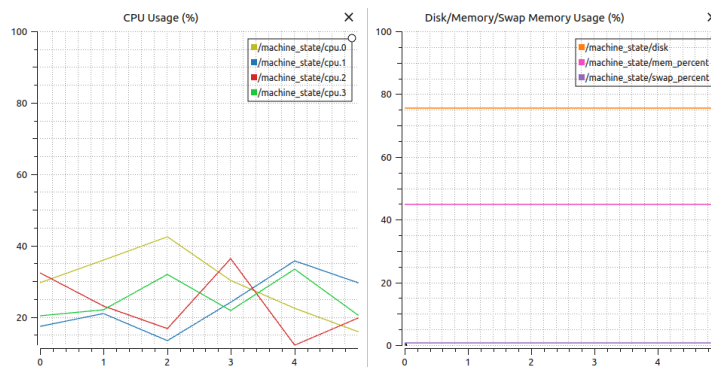 CPU Usage (%)
100
80
60
40
20
0 1 2 3 4
/machine_state/cpu.0
/machine_state/cpu.1
/machine_state/cpu.2
/machine_state/cpu.3
Disk/Memory/Swap Memory Usage (%)
100
80
60
40
20
0
0 1 2 3 4
/machine_state/disk
/machine_state/mem_percent
/machine_state/swap_percent